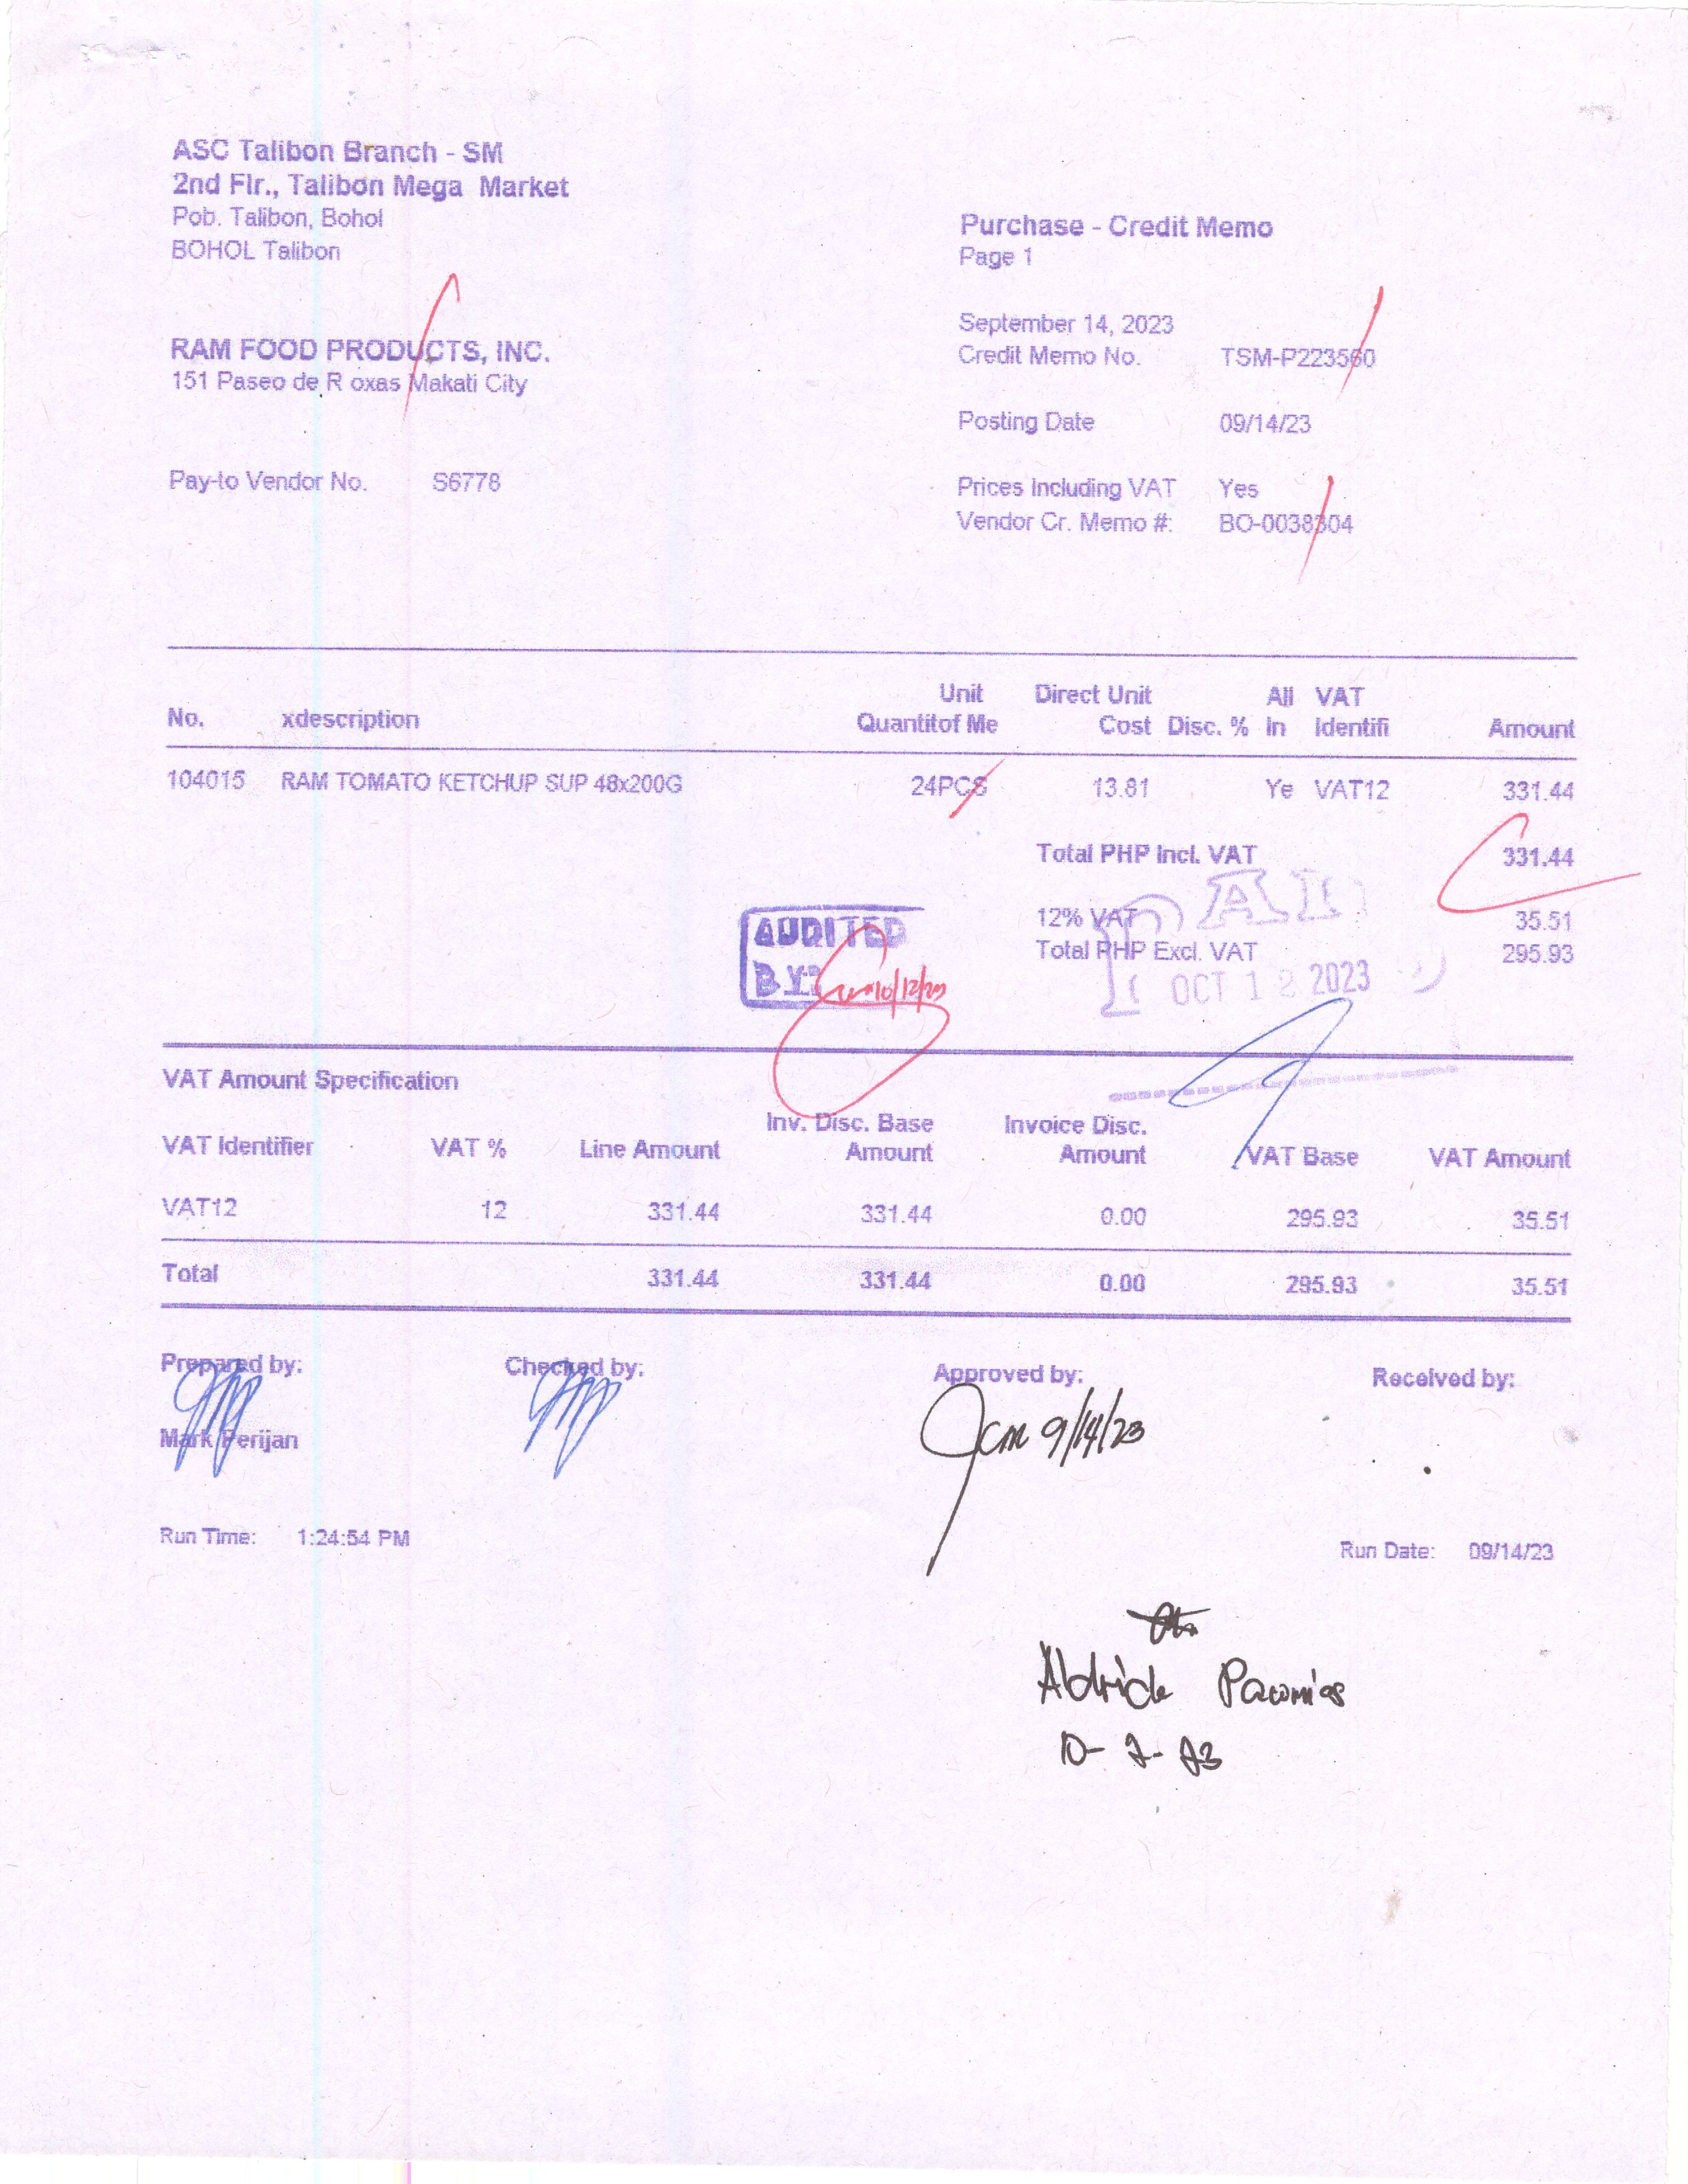 ASC Talibon Branch - SM
2nd Flr., Talibon Mega Market
Pob. Talibon, Bohol
BOHOL Talibon
Purchase - Credit Memo
Page 1
September 14, 2023
Credit Memo No. TSM-P223560
RAM FOOD PRODUCTS, INC.
151 Paseo de R oxas Makati City
Posting Date 09/14/23
Pay-to Vendor No. S6778
Prices Including VAT Yes
Vendor Cr. Memo #: BO-0038304
Unit Direct Unit All VAT
No. xdescription Quantitof Me Cost Disc. % In Identifi Amount
104015 RAM TOMATO KETCHUP SUP 48x200G 24PCS 13.81 Ye VAT12 331.44
Total PHP Incl. VAT 331.44
12% VAT 35.51
Total PHP Excl. VAT 295.93
AUDITED
BY:
10/12/23
OCT 12 2023
VAT Amount Specification
Inv. Disc. Base Invoice Disc.
VAT Identifier VAT % Line Amount Amount Amount VAT Base VAT Amount
VAT12 12 331.44 331.44 0.00 295.93 35.51
Total 331.44 331.44 0.00 295.93 35.51
Prepared by: Checked by: Approved by: Received by:
9/14/23
Mark Perijan
Run Time: 1:24:54 PM
Run Date: 09/14/23
10-2-23